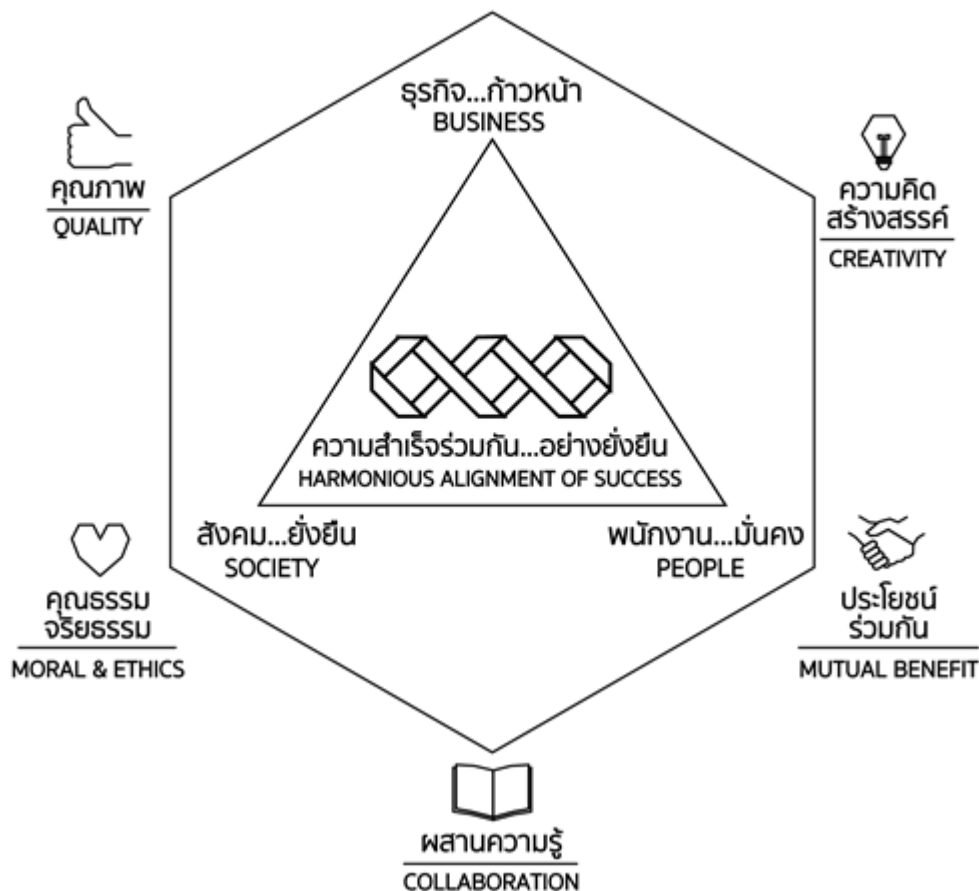 ธุรกิจ...ก้าวหน้า
BUSINESS
คุณภาพ
QUALITY
ความคิด
สร้างสรรค์
CREATIVITY
ความสำเร็จร่วมกัน...อย่างยั่งยืน
HARMONIOUS ALIGNMENT OF SUCCESS
สังคม...ยั่งยืน
SOCIETY
พนักงาน...มั่นคง
PEOPLE
คุณธรรม
จริยธรรม
MORAL & ETHICS
ประโยชน์
ร่วมกัน
MUTUAL BENEFIT
ผสานความรู้
COLLABORATION